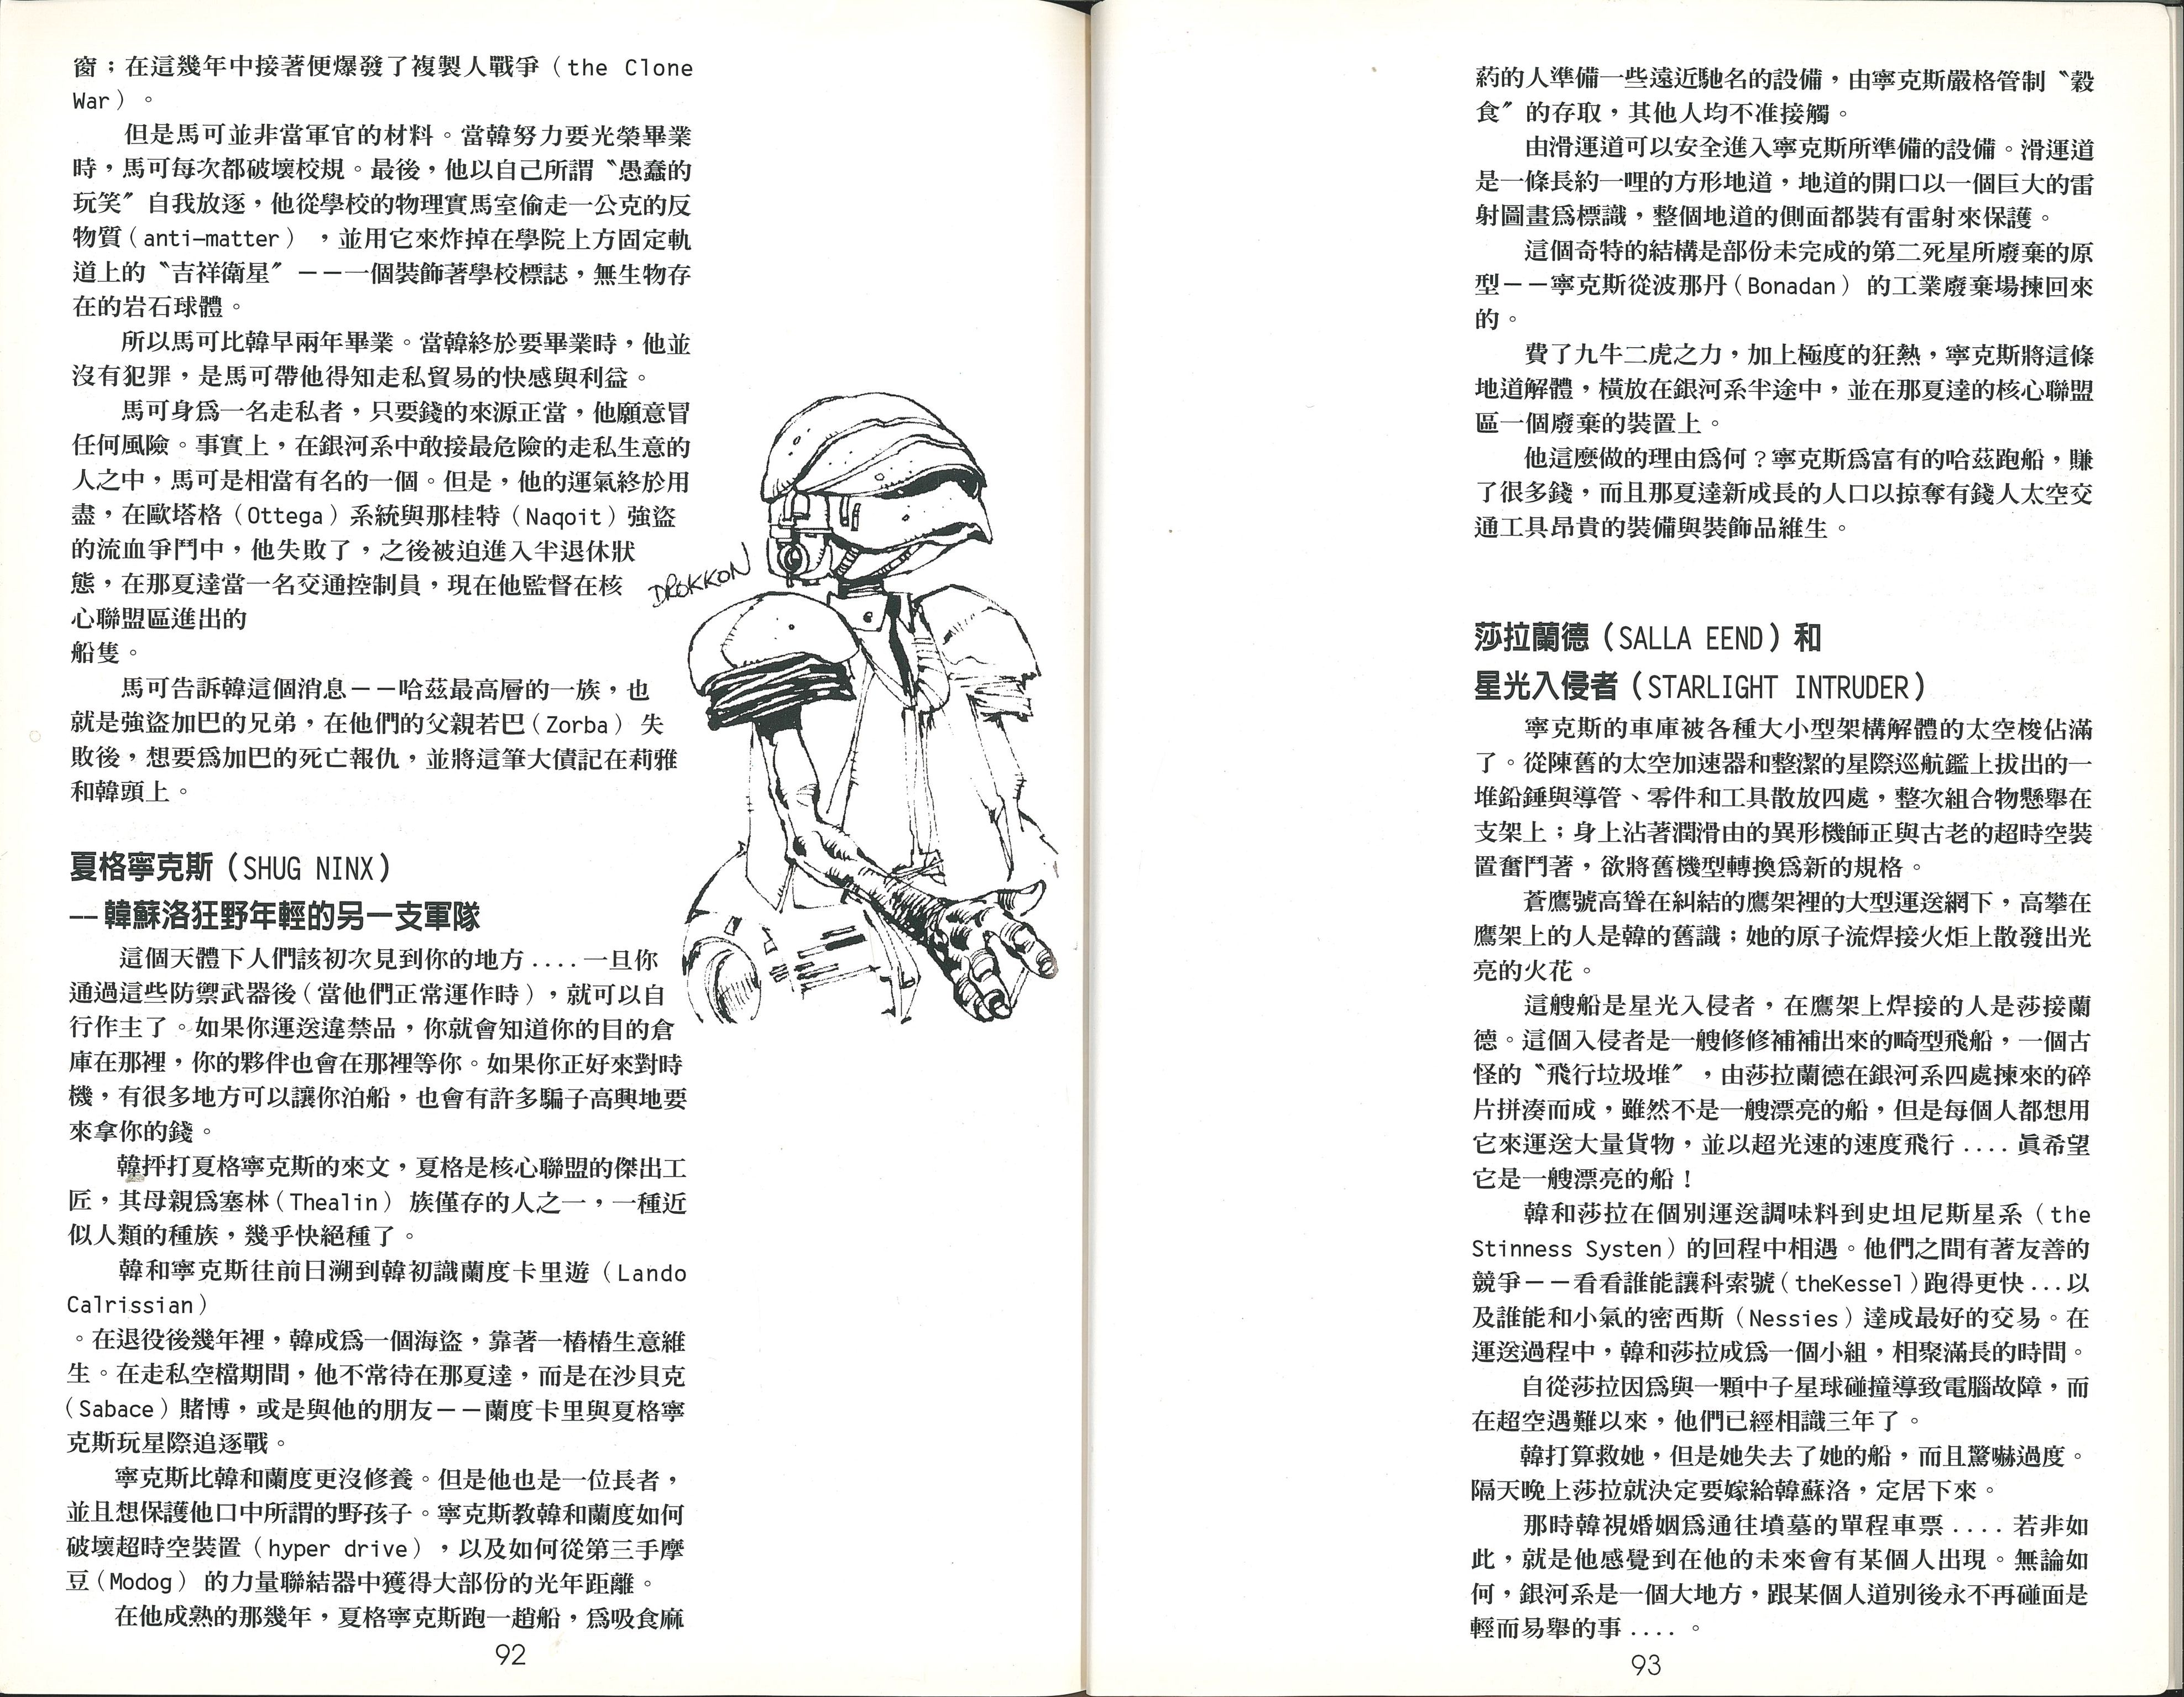 窗；在這幾年中接著便爆發了複製人戰爭（the Clone
War）。
但是馬可並非當軍官的材料。當韓努力要光榮畢業
時，馬可每次都破壞校規。最後，他以自己所謂〝愚蠢的
玩笑〞自我放逐，他從學校的物理實馬室偷走一公克的反
物質（anti-matter），並用它來炸掉在學院上方固定軌
道上的〝吉祥衛星〞－－一個裝飾著學校標誌，無生物存
在的岩石球體。
所以馬可比韓早兩年畢業。當韓終於要畢業時，他並
沒有犯罪，是馬可帶他得知走私貿易的快感與利益。
馬可身爲一名走私者，只要錢的來源正當，他願意冒
任何風險。事實上，在銀河系中敢接最危險的走私生意的
人之中，馬可是相當有名的一個。但是，他的運氣終於用
盡，在歐塔格（Ottega）系統與那桂特（Naqoit）強盜
的流血爭鬥中，他失敗了，之後被迫進入半退休狀
態，在那夏達當一名交通控制員，現在他監督在核
心聯盟區進出的
船隻。
馬可告訴韓這個消息－－哈茲最高層的一族，也
就是強盜加巴的兄弟，在他們的父親若巴（Zorba）失
敗後，想要爲加巴的死亡報仇，並將這筆大債記在莉雅
和韓頭上。
DROKKON
夏格寧克斯（SHUG NINX）
—— 韓蘇洛狂野年輕的另一支軍隊
這個天體下人們該初次見到你的地方....一旦你
通過這些防禦武器後（當他們正常運作時），就可以自
行作主了。如果你運送違禁品，你就會知道你的目的倉
庫在那裡，你的夥伴也會在那裡等你。如果你正好來對時
機，有很多地方可以讓你泊船，也會有許多騙子高興地要
來拿你的錢。
韓抨打夏格寧克斯的來文，夏格是核心聯盟的傑出工
匠，其母親爲塞林（Thealin）族僅存的人之一，一種近
似人類的種族，幾乎快絕種了。
韓和寧克斯往前日溯到韓初識蘭度卡里遊（Lando
Calrissian）
。在退役後幾年裡，韓成爲一個海盜，靠著一樁樁生意維
生。在走私空檔期間，他不常待在那夏達，而是在沙貝克
（Sabace）賭博，或是與他的朋友－－蘭度卡里與夏格寧
克斯玩星際追逐戰。
寧克斯比韓和蘭度更沒修養。但是他也是一位長者，
並且想保護他口中所謂的野孩子。寧克斯教韓和蘭度如何
破壞超時空裝置（hyper drive），以及如何從第三手摩
豆（Modog）的力量聯結器中獲得大部份的光年距離。
在他成熟的那幾年，夏格寧克斯跑一趟船，爲吸食麻
92
葯的人準備一些遠近馳名的設備，由寧克斯嚴格管制〝穀
食〞的存取，其他人均不准接觸。
由滑運道可以安全進入寧克斯所準備的設備。滑運道
是一條長約一哩的方形地道，地道的開口以一個巨大的雷
射圖畫爲標識，整個地道的側面都裝有雷射來保護。
這個奇特的結構是部份未完成的第二死星所廢棄的原
型－－寧克斯從波那丹（Bonadan）的工業廢棄場揀回來
的。
費了九牛二虎之力，加上極度的狂熱，寧克斯將這條
地道解體，橫放在銀河系半途中，並在那夏達的核心聯盟
區一個廢棄的裝置上。
他這麼做的理由爲何？寧克斯爲富有的哈茲跑船，賺
了很多錢，而且那夏達新成長的人口以掠奪有錢人太空交
通工具昂貴的裝備與裝飾品維生。
莎拉蘭德（SALLA EEND）和
星光入侵者（STARLIGHT INTRUDER）
寧克斯的車庫被各種大小型架構解體的太空梭佔滿
了。從陳舊的太空加速器和整潔的星際巡航鑑上拔出的一
堆鉛錘與導管、零件和工具散放四處，整次組合物懸舉在
支架上；身上沾著潤滑由的異形機師正與古老的超時空裝
置奮鬥著，欲將舊機型轉換爲新的規格。
蒼鷹號高聳在糾結的鷹架裡的大型運送網下，高攀在
鷹架上的人是韓的舊識；她的原子流焊接火炬上散發出光
亮的火花。
這艘船是星光入侵者，在鷹架上焊接的人是莎接蘭
德。這個入侵者是一艘修修補補出來的畸型飛船，一個古
怪的〝飛行垃圾堆〞，由莎拉蘭德在銀河系四處揀來的碎
片拼湊而成，雖然不是一艘漂亮的船，但是每個人都想用
它來運送大量貨物，並以超光速的速度飛行....眞希望
它是一艘漂亮的船！
韓和莎拉在個別運送調味料到史坦尼斯星系（the
Stinness Systen）的回程中相遇。他們之間有著友善的
競爭－－看看誰能讓科索號（theKessel）跑得更快...以
及誰能和小氣的密西斯（Nessies）達成最好的交易。在
運送過程中，韓和莎拉成爲一個小組，相聚滿長的時間。
自從莎拉因爲與一顆中子星球碰撞導致電腦故障，而
在超空遇難以來，他們已經相識三年了。
韓打算救她，但是她失去了她的船，而且驚嚇過度。
隔天晚上莎拉就決定要嫁給韓蘇洛，定居下來。
那時韓視婚姻爲通往墳墓的單程車票....若非如
此，就是他感覺到在他的未來會有某個人出現。無論如
何，銀河系是一個大地方，跟某個人道別後永不再碰面是
輕而易舉的事....。
93